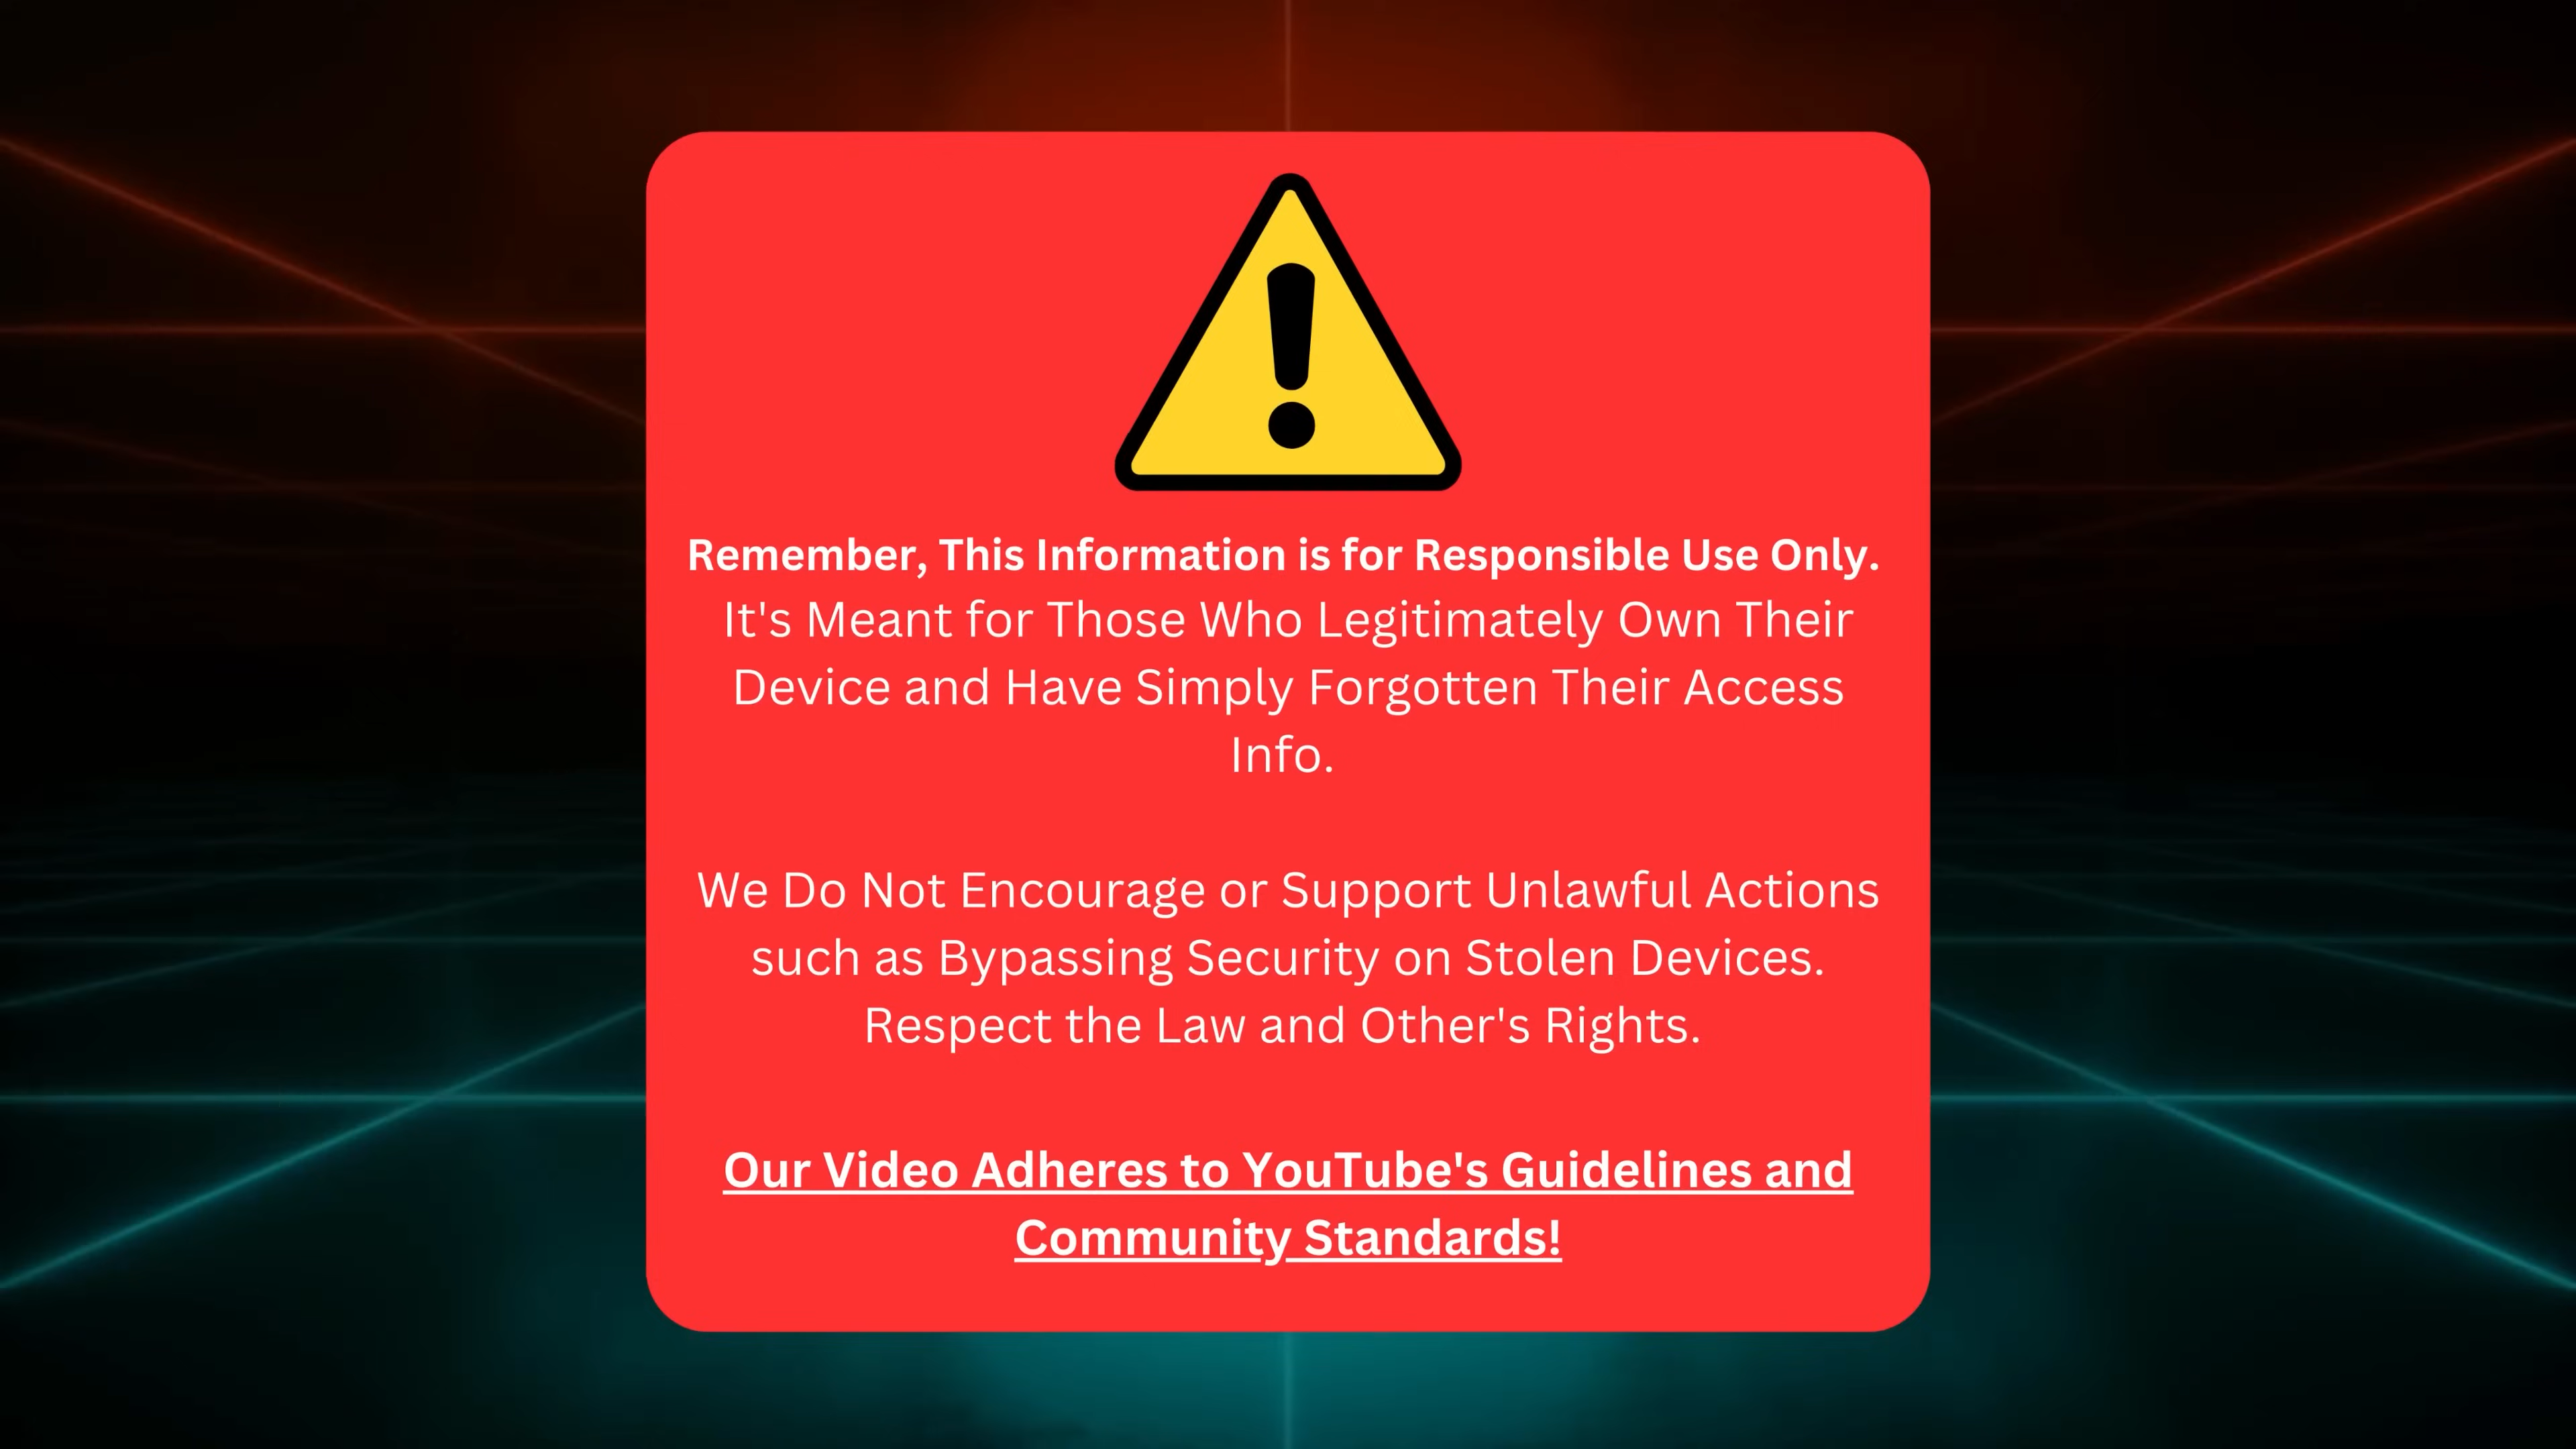 Remember, This Information is for Responsible Use Only.
It's Meant for Those Who Legitimately Own Their
Device and Have Simply Forgotten Their Access
Info.
We Do Not Encourage or Support Unlawful Actions
such as Bypassing Security on Stolen Devices.
Respect the Law and Other's Rights.
Our Video Adheres to YouTube's Guidelines and
Community Standards!